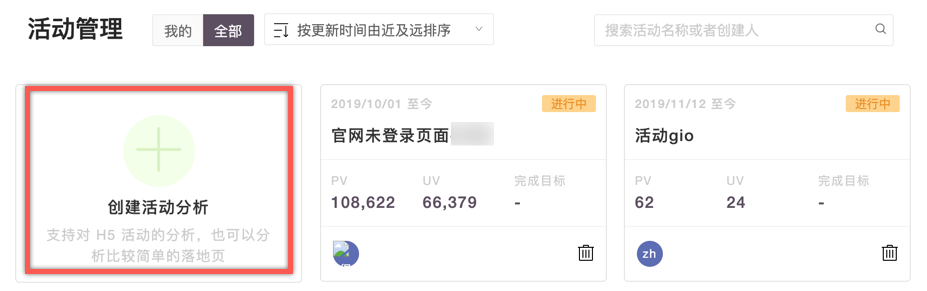 活动管理
我的 全部 按更新时间由近及远排序 搜索活动名称或者创建人
创建活动分析
支持对 H5 活动的分析，也可以分
析比较简单的落地页
2019/10/01 至今 进行中
官网未登录页面
PV UV 完成目标
108,622 66,379 -
2019/11/12 至今 进行中
活动gio
PV UV 完成目标
62 24 -
zh